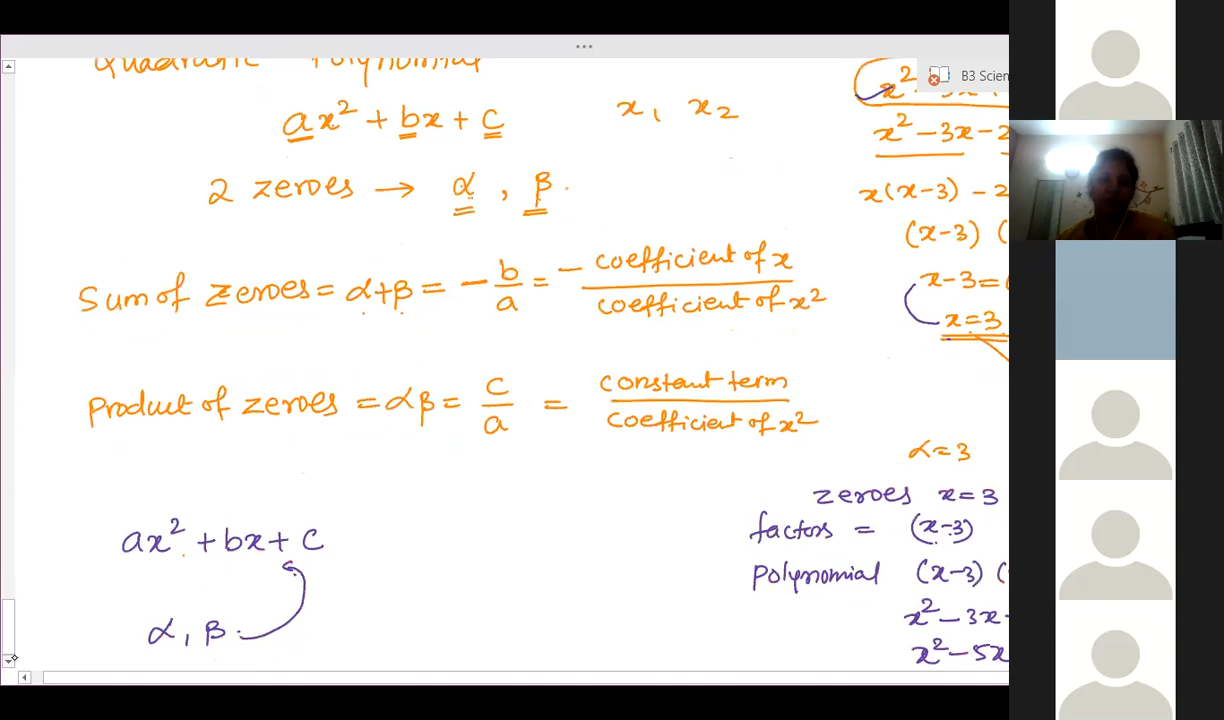 Quadratic Polynomial
ax² + bx + c
x₁ x₂
2 zeroes → α , β.
Sum of zeroes = α+β = - b/a = - coefficient of x / coefficient of x²
Product of zeroes = αβ = c/a = constant term / coefficient of x²
ax² + bx + c
α, β
B3 Scien
x² - 3x - 2
x(x-3) - 2
(x-3) (
x-3=
x=3
α=3
zeroes x=3
factors = (x-3)
Polynomial (x-3) (
x² - 3x -
x² - 5x